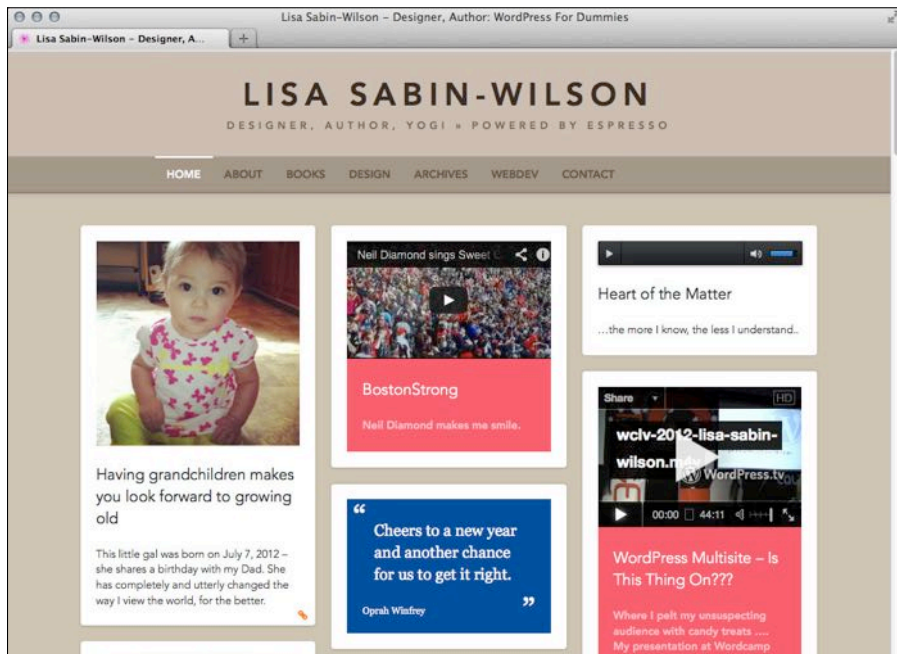 Lisa Sabin-Wilson – Designer, Author: WordPress For Dummies
Lisa Sabin-Wilson – Designer, A...
LISA SABIN-WILSON
DESIGNER, AUTHOR, YOGI » POWERED BY ESPRESSO
HOME ABOUT BOOKS DESIGN ARCHIVES WEBDEV CONTACT
Having grandchildren makes
you look forward to growing
old
This little gal was born on July 7, 2012 –
she shares a birthday with my Dad. She
has completely and utterly changed the
way I view the world, for the better.
Neil Diamond sings Sweet C
BostonStrong
Neil Diamond makes me smile.
“ Cheers to a new year
and another chance
for us to get it right. ”
Oprah Winfrey
Heart of the Matter
...the more I know, the less I understand..
Share HD
wclv-2012-lisa-sabin-
wilson.m4v
WordPress.tv
00:00 44:11
WordPress Multisite – Is
This Thing On???
Where I pelt my unsuspecting
audience with candy treats ....
My presentation at Wordcamp